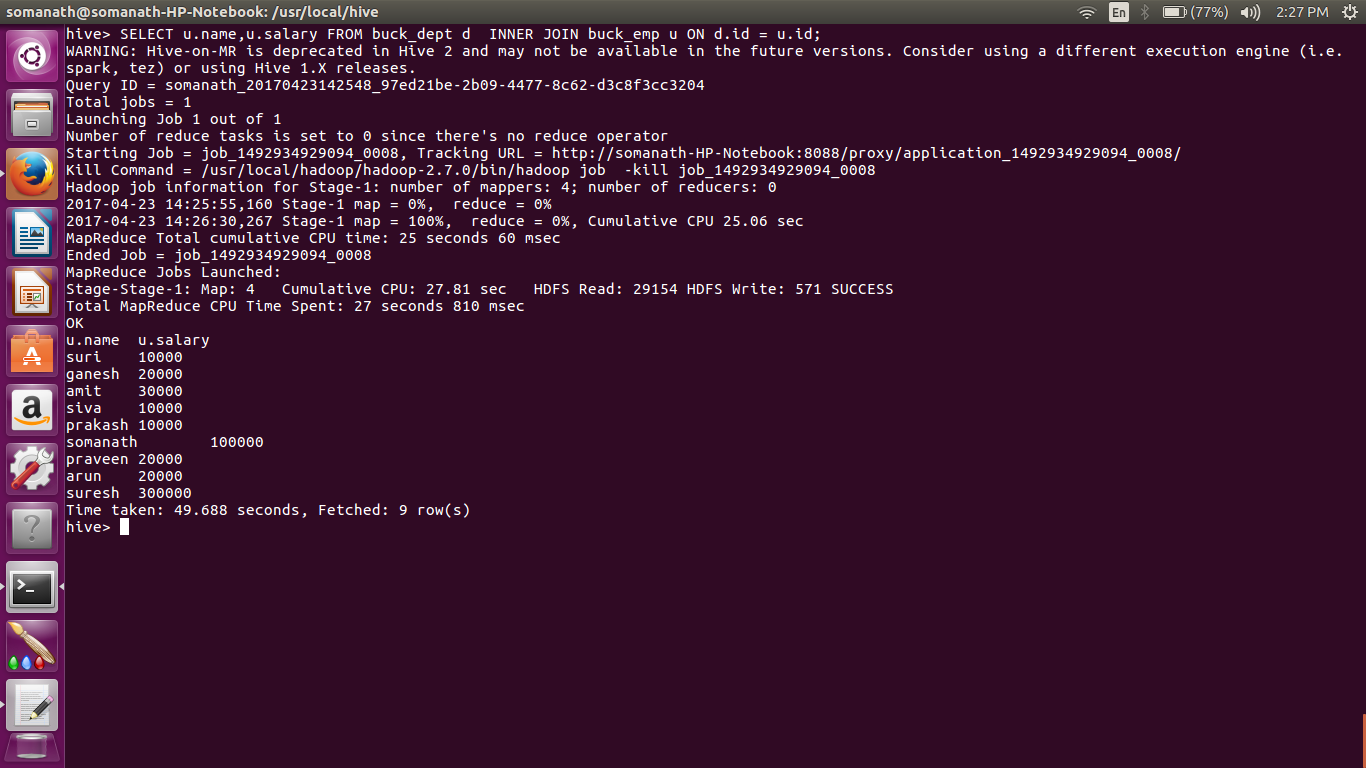 somanath@somanath-HP-Notebook: /usr/local/hive
En (77%) 2:27 PM
hive> SELECT u.name,u.salary FROM buck_dept d  INNER JOIN buck_emp u ON d.id = u.id;
WARNING: Hive-on-MR is deprecated in Hive 2 and may not be available in the future versions. Consider using a different execution engine (i.e.
spark, tez) or using Hive 1.X releases.
Query ID = somanath_20170423142548_97ed21be-2b09-4477-8c62-d3c8f3cc3204
Total jobs = 1
Launching Job 1 out of 1
Number of reduce tasks is set to 0 since there's no reduce operator
Starting Job = job_1492934929094_0008, Tracking URL = http://somanath-HP-Notebook:8088/proxy/application_1492934929094_0008/
Kill Command = /usr/local/hadoop/hadoop-2.7.0/bin/hadoop job  -kill job_1492934929094_0008
Hadoop job information for Stage-1: number of mappers: 4; number of reducers: 0
2017-04-23 14:25:55,160 Stage-1 map = 0%,  reduce = 0%
2017-04-23 14:26:30,267 Stage-1 map = 100%,  reduce = 0%, Cumulative CPU 25.06 sec
MapReduce Total cumulative CPU time: 25 seconds 60 msec
Ended Job = job_1492934929094_0008
MapReduce Jobs Launched:
Stage-Stage-1: Map: 4   Cumulative CPU: 27.81 sec   HDFS Read: 29154 HDFS Write: 571 SUCCESS
Total MapReduce CPU Time Spent: 27 seconds 810 msec
OK
u.name  u.salary
suri    10000
ganesh  20000
amit    30000
siva    10000
prakash 10000
somanath        100000
praveen 20000
arun    20000
suresh  300000
Time taken: 49.688 seconds, Fetched: 9 row(s)
hive>